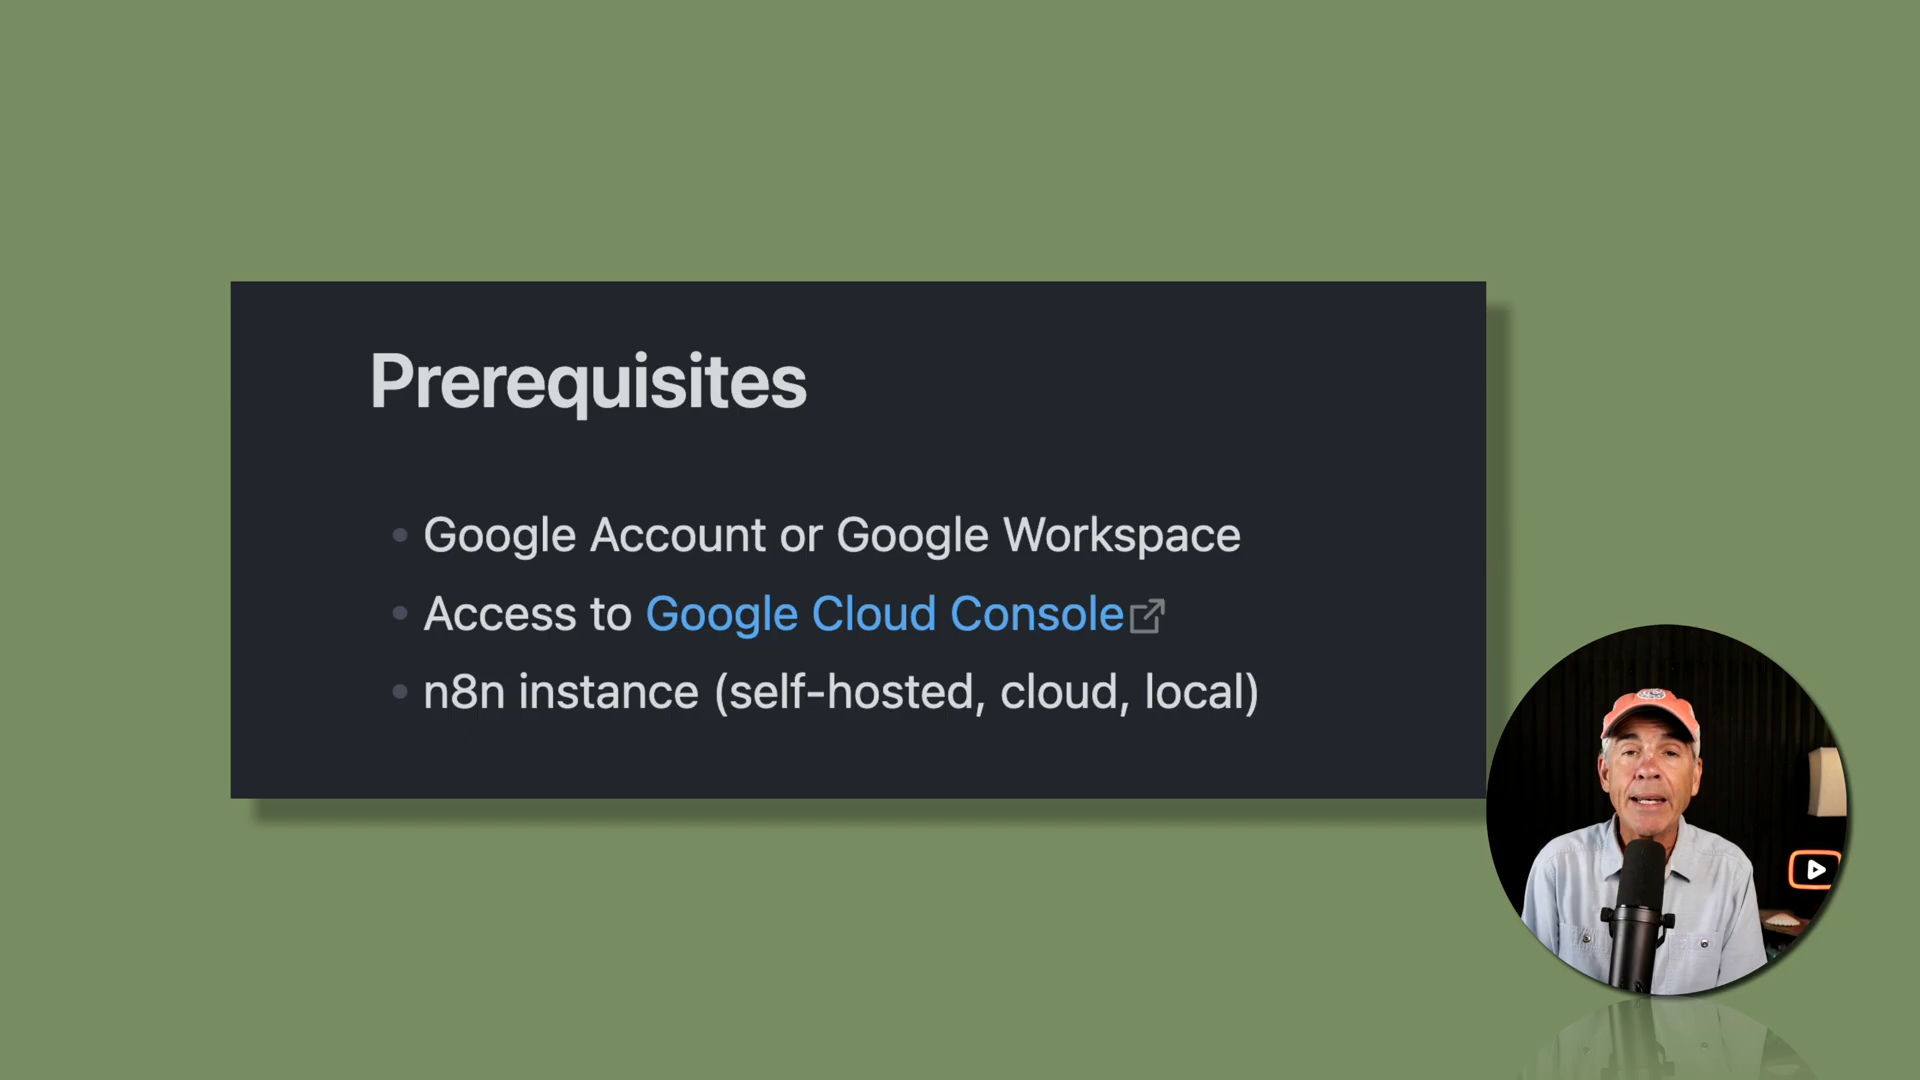 Prerequisites
Google Account or Google Workspace
Access to Google Cloud Console
n8n instance (self-hosted, cloud, local)